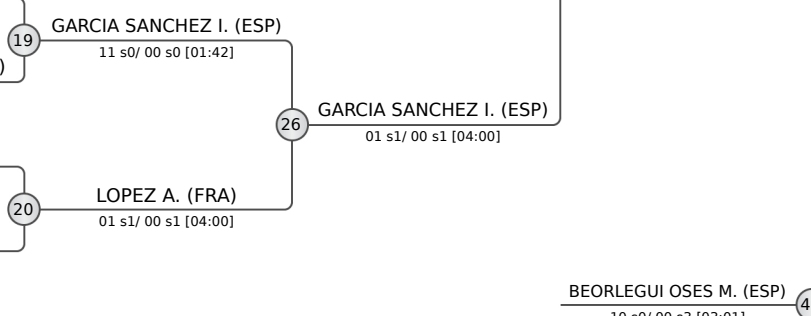 GARCIA SANCHEZ I. (ESP)
19
11 s0/ 00 s0 [01:42]
)
GARCIA SANCHEZ I. (ESP)
26
01 s1/ 00 s1 [04:00]
LOPEZ A. (FRA)
20
01 s1/ 00 s1 [04:00]
BEORLEGUI OSES M. (ESP)
4